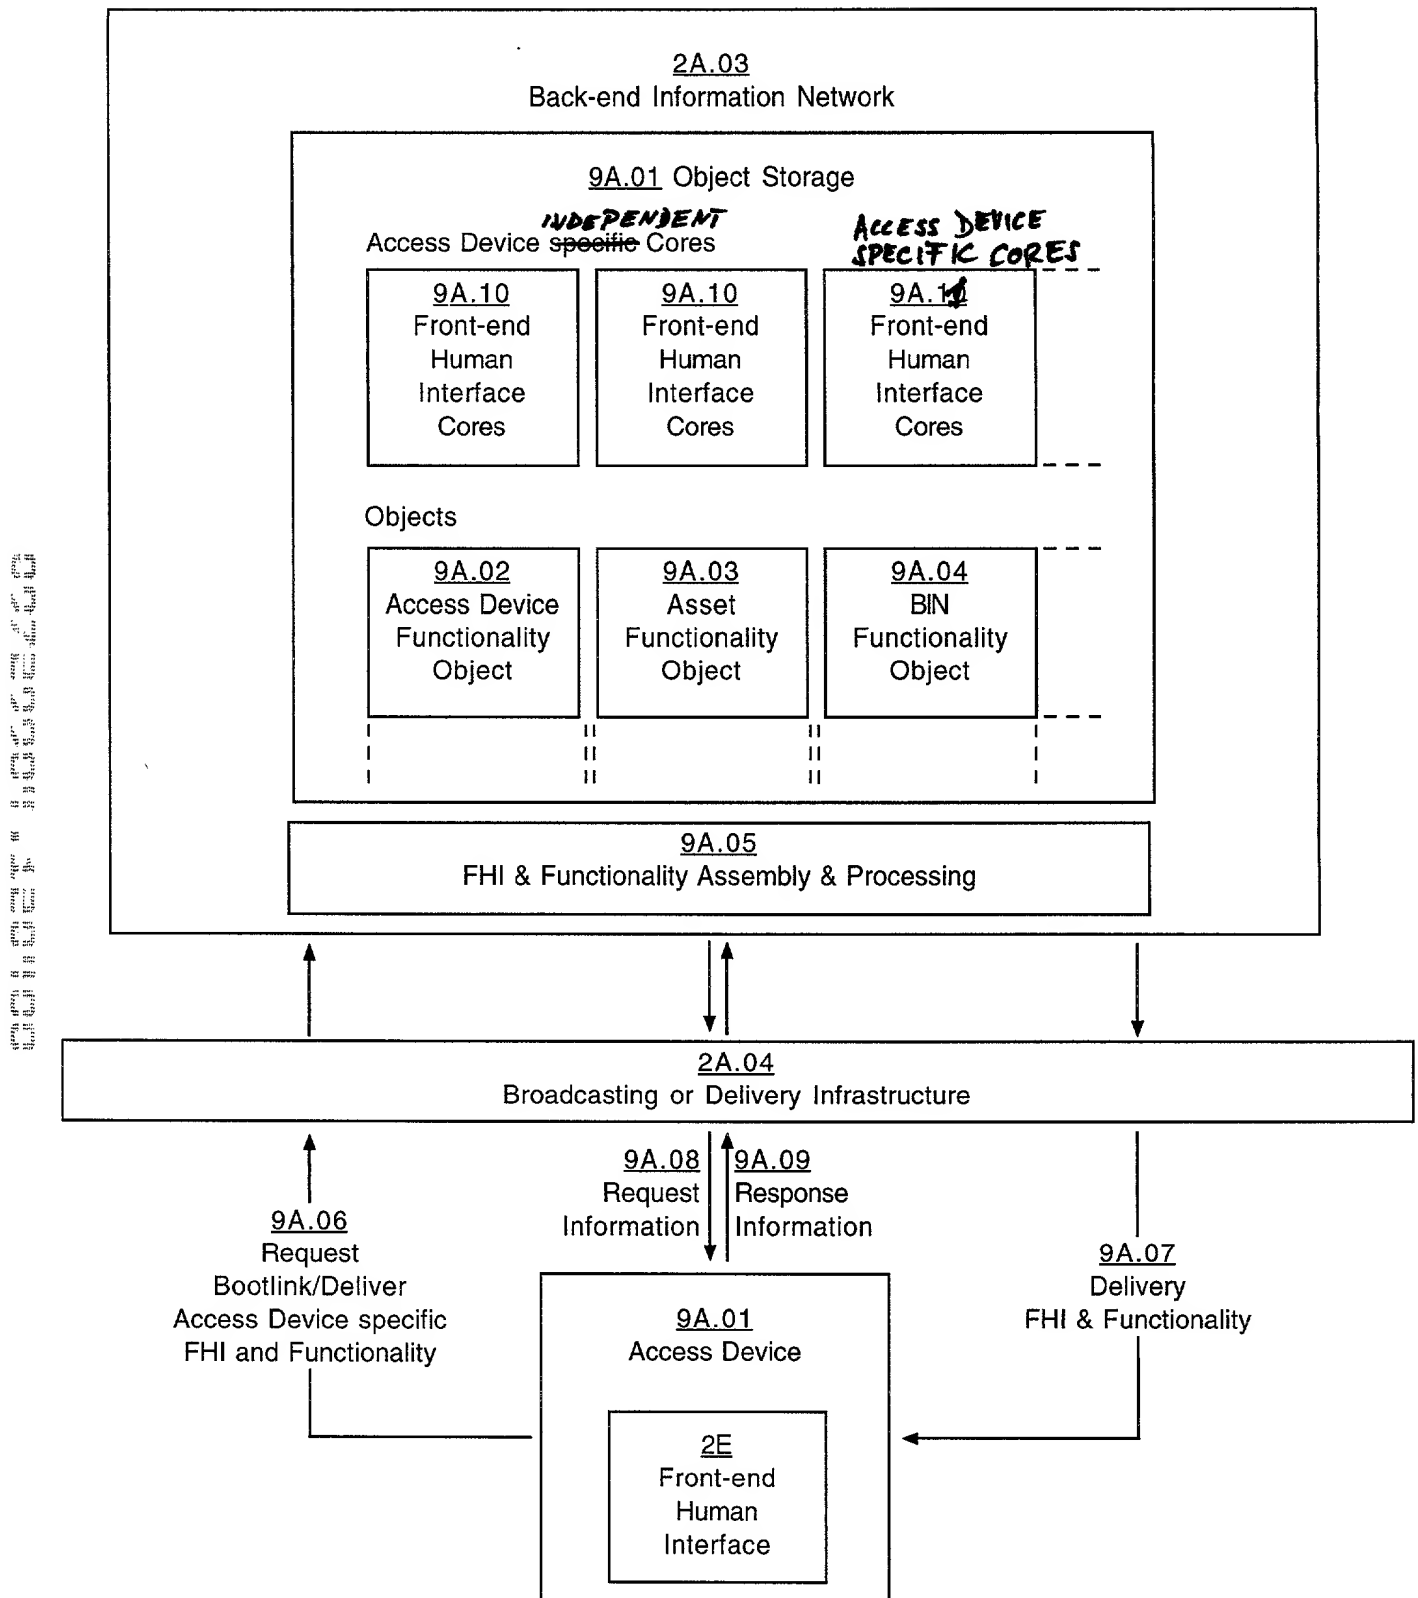 2A.03
Back-end Information Network
9A.01 Object Storage
INDEPENDENT
Access Device specific Cores
ACCESS DEVICE
SPECIFIC CORES
9A.10
Front-end
Human
Interface
Cores
9A.10
Front-end
Human
Interface
Cores
9A.11
Front-end
Human
Interface
Cores
Objects
9A.02
Access Device
Functionality
Object
9A.03
Asset
Functionality
Object
9A.04
BIN
Functionality
Object
9A.05
FHI & Functionality Assembly & Processing
2A.04
Broadcasting or Delivery Infrastructure
9A.06
Request
Bootlink/Deliver
Access Device specific
FHI and Functionality
9A.08
Request
Information
9A.09
Response
Information
9A.07
Delivery
FHI & Functionality
9A.01
Access Device
2E
Front-end
Human
Interface